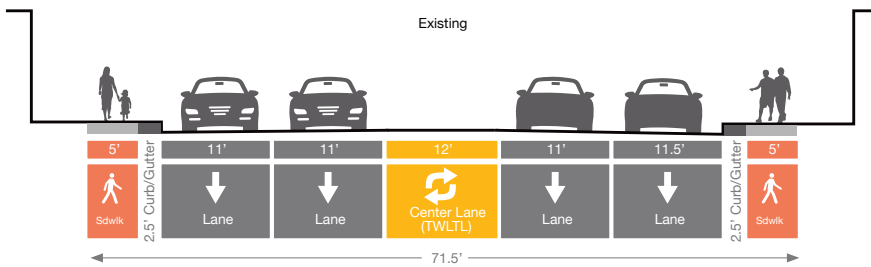 Existing
5'
2.5' Curb/Gutter
11'
11'
12'
11'
11.5'
2.5' Curb/Gutter
5'
Sdwlk
Lane
Lane
Center Lane
(TWLTL)
Lane
Lane
Sdwlk
71.5'